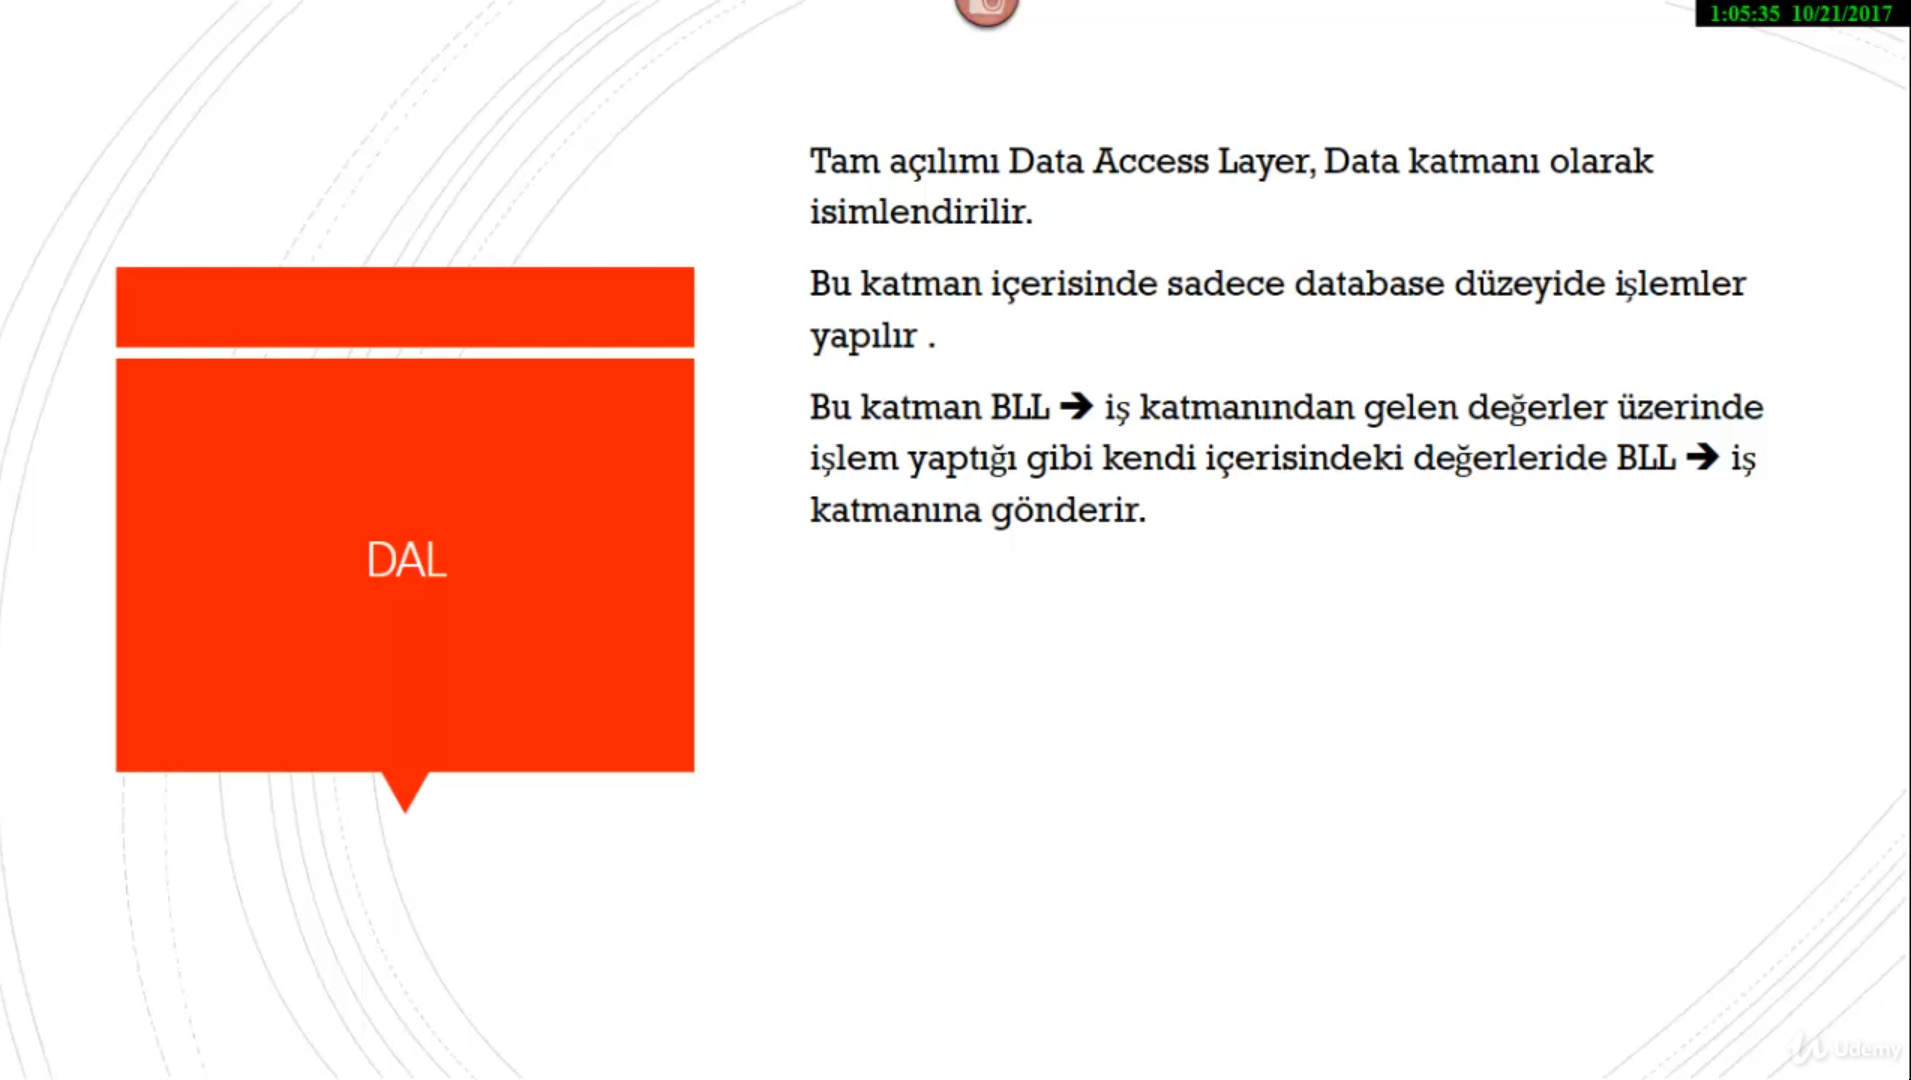 1:05:35 10/21/2017
Tam açılımı Data Access Layer, Data katmanı olarak
isimlendirilir.
Bu katman içerisinde sadece database düzeyide işlemler
yapılır .
Bu katman BLL ➔ iş katmanından gelen değerler üzerinde
işlem yaptığı gibi kendi içerisindeki değerleride BLL ➔ iş
katmanına gönderir.
DAL
Udemy